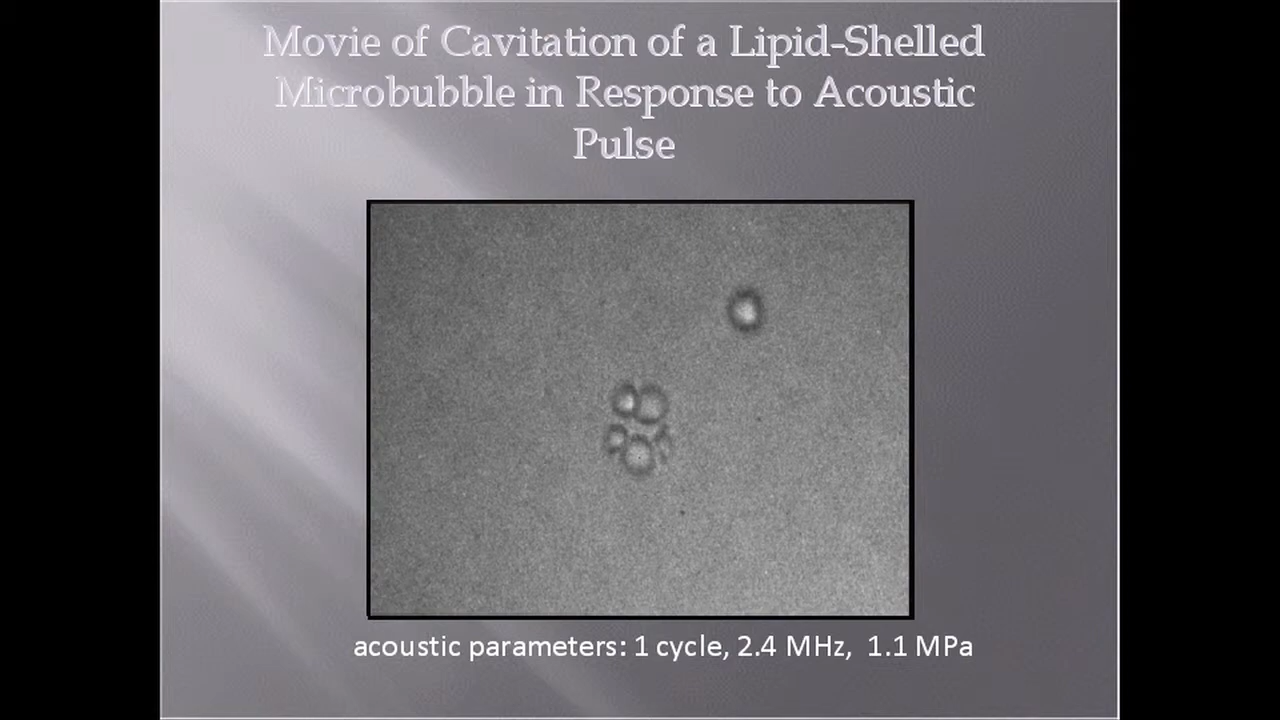 Movie of Cavitation of a Lipid-Shelled
Microbubble in Response to Acoustic
Pulse
acoustic parameters: 1 cycle, 2.4 MHz, 1.1 MPa